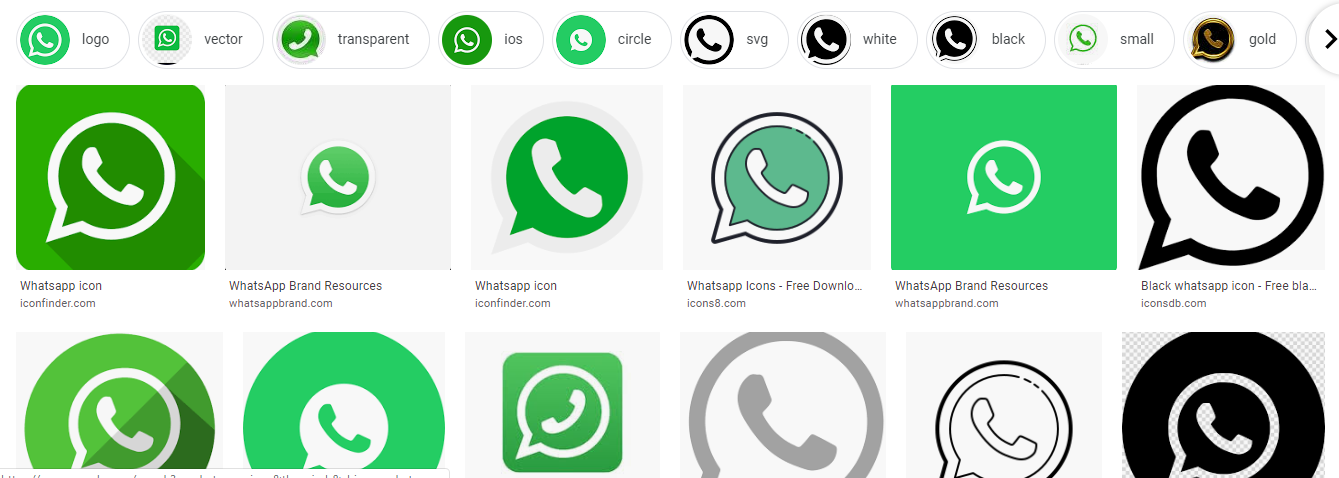 logo
vector
transparent
ios
circle
svg
white
black
small
gold
Whatsapp icon
iconfinder.com
WhatsApp Brand Resources
whatsappbrand.com
Whatsapp icon
iconfinder.com
Whatsapp Icons - Free Downlo...
icons8.com
WhatsApp Brand Resources
whatsappbrand.com
Black whatsapp icon - Free bla...
iconsdb.com